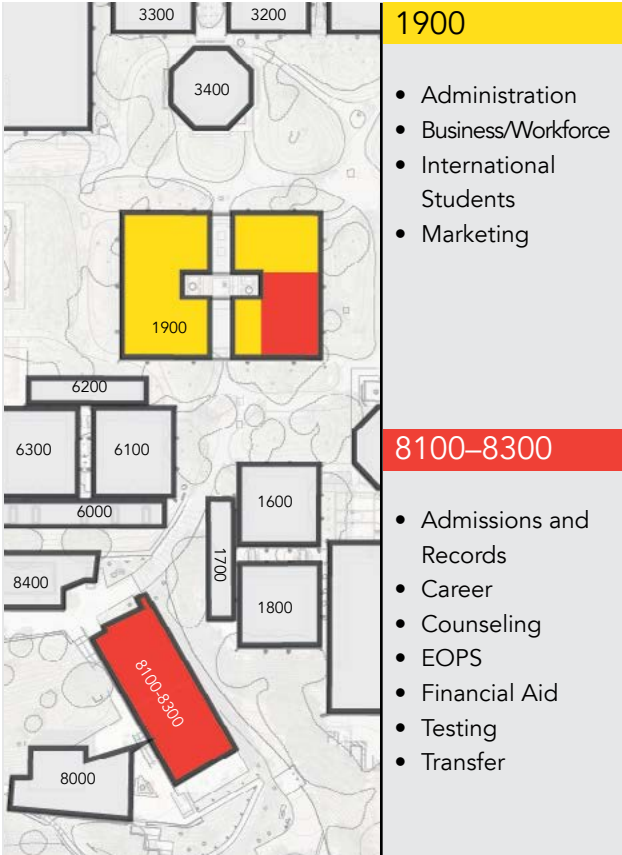 3300
3200
3400
1900
6200
6300
6100
6000
1600
1700
8400
1800
8100-8300
8000
1900
• Administration
• Business/Workforce
• International
Students
• Marketing
8100–8300
• Admissions and
Records
• Career
• Counseling
• EOPS
• Financial Aid
• Testing
• Transfer